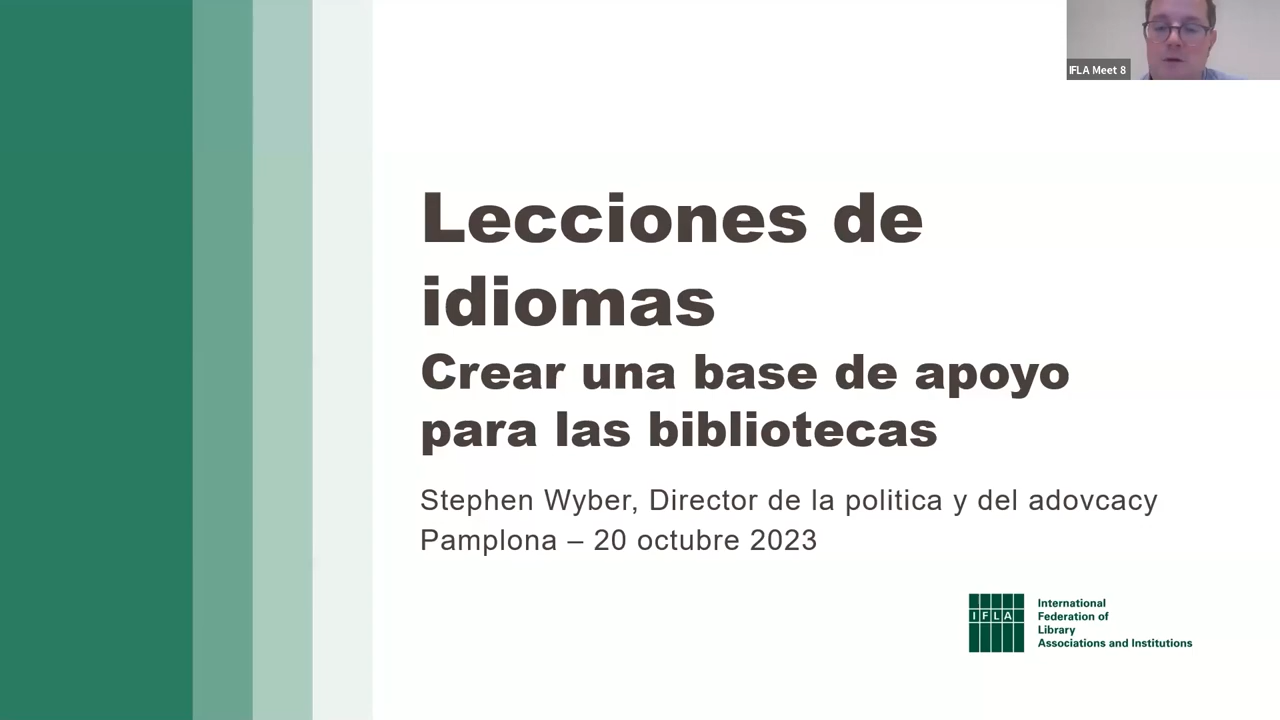 IFLA Meet 8
Lecciones de
idiomas
Crear una base de apoyo
para las bibliotecas
Stephen Wyber, Director de la politica y del adovcacy
Pamplona – 20 octubre 2023
IFLA
International
Federation of
Library
Associations and Institutions